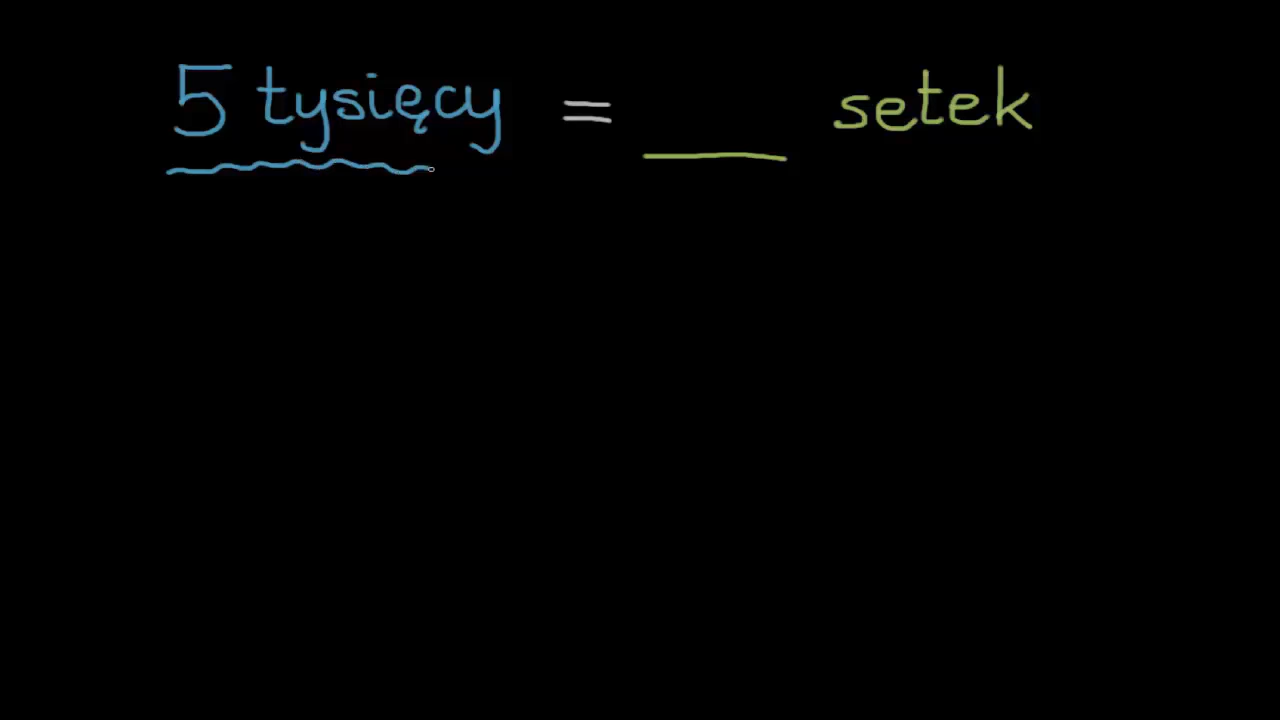 5 tysięcy = ___ setek